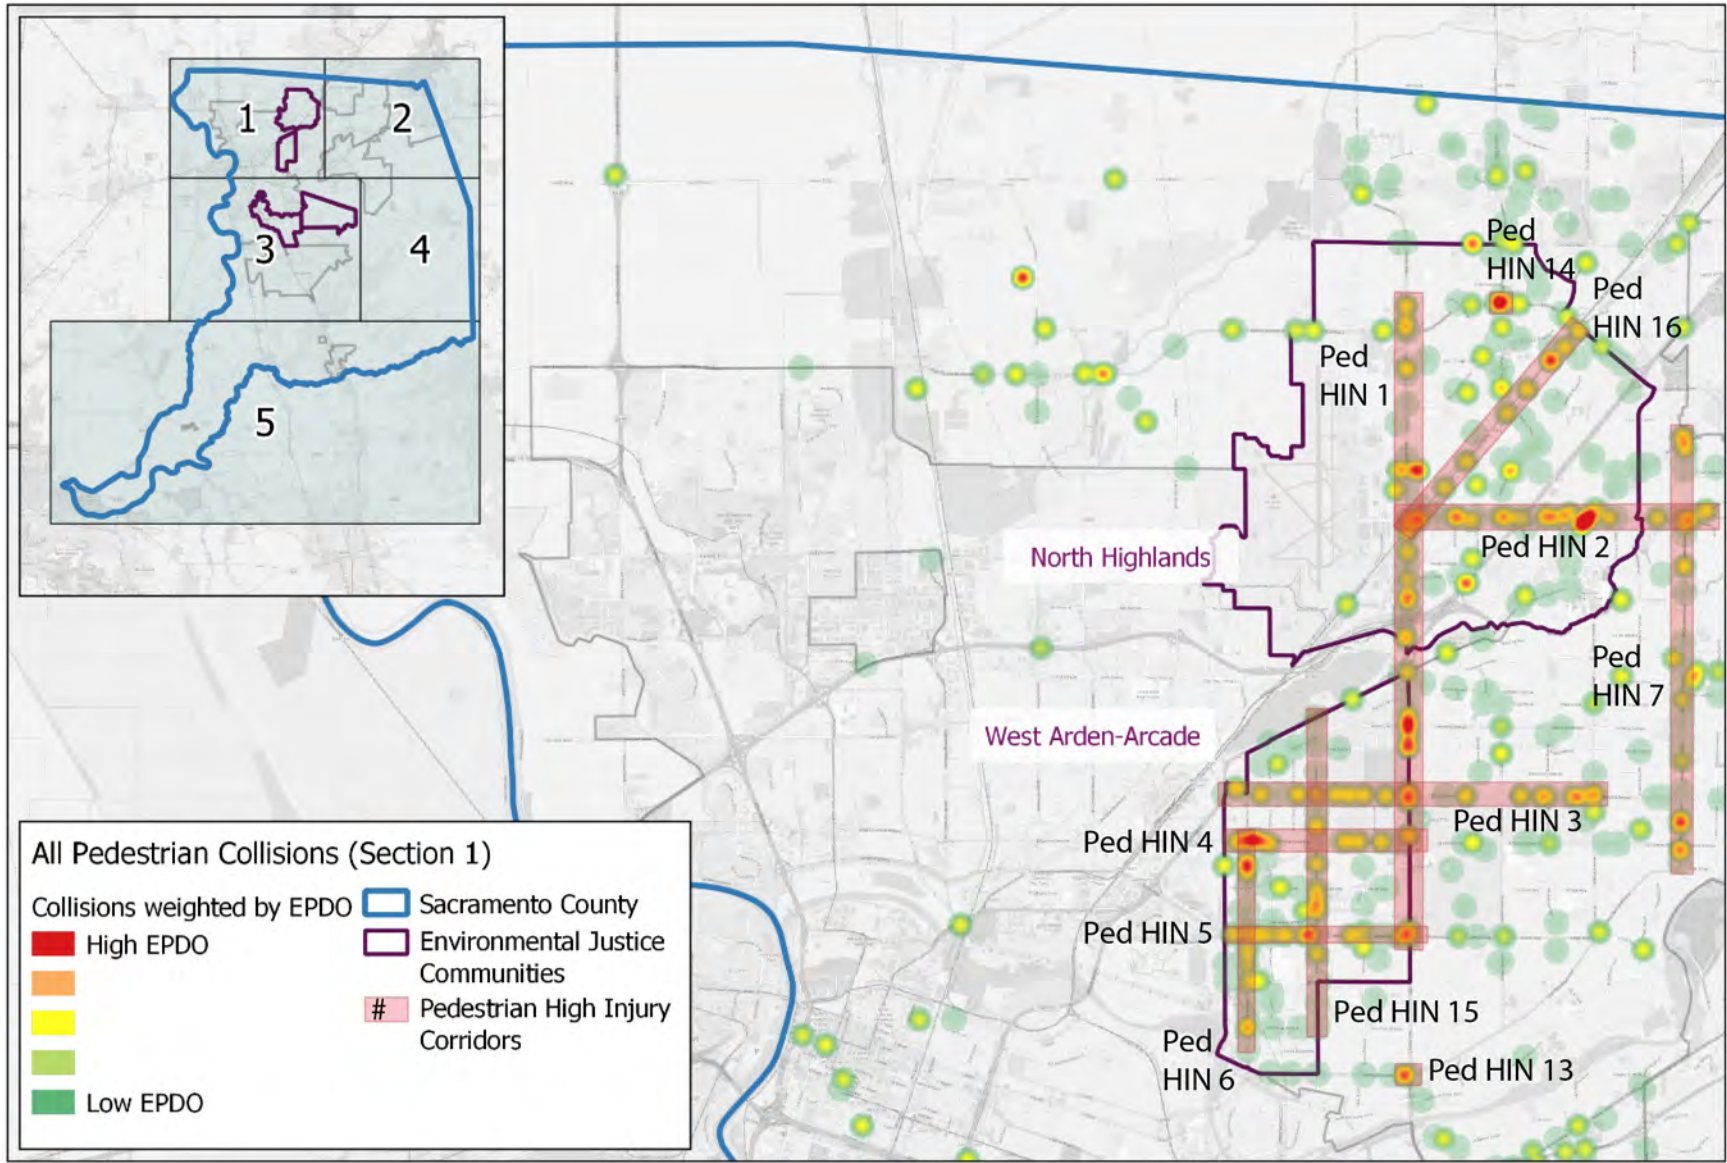 1
2
3
4
5
Ped
HIN 14
Ped
HIN 16
Ped
HIN 1
Ped HIN 2
North Highlands
Ped
HIN 7
West Arden-Arcade
Ped HIN 3
Ped HIN 4
Ped HIN 5
Ped HIN 15
Ped
HIN 6
Ped HIN 13
All Pedestrian Collisions (Section 1)
Collisions weighted by EPDO
High EPDO
Low EPDO
Sacramento County
Environmental Justice
Communities
# Pedestrian High Injury
Corridors